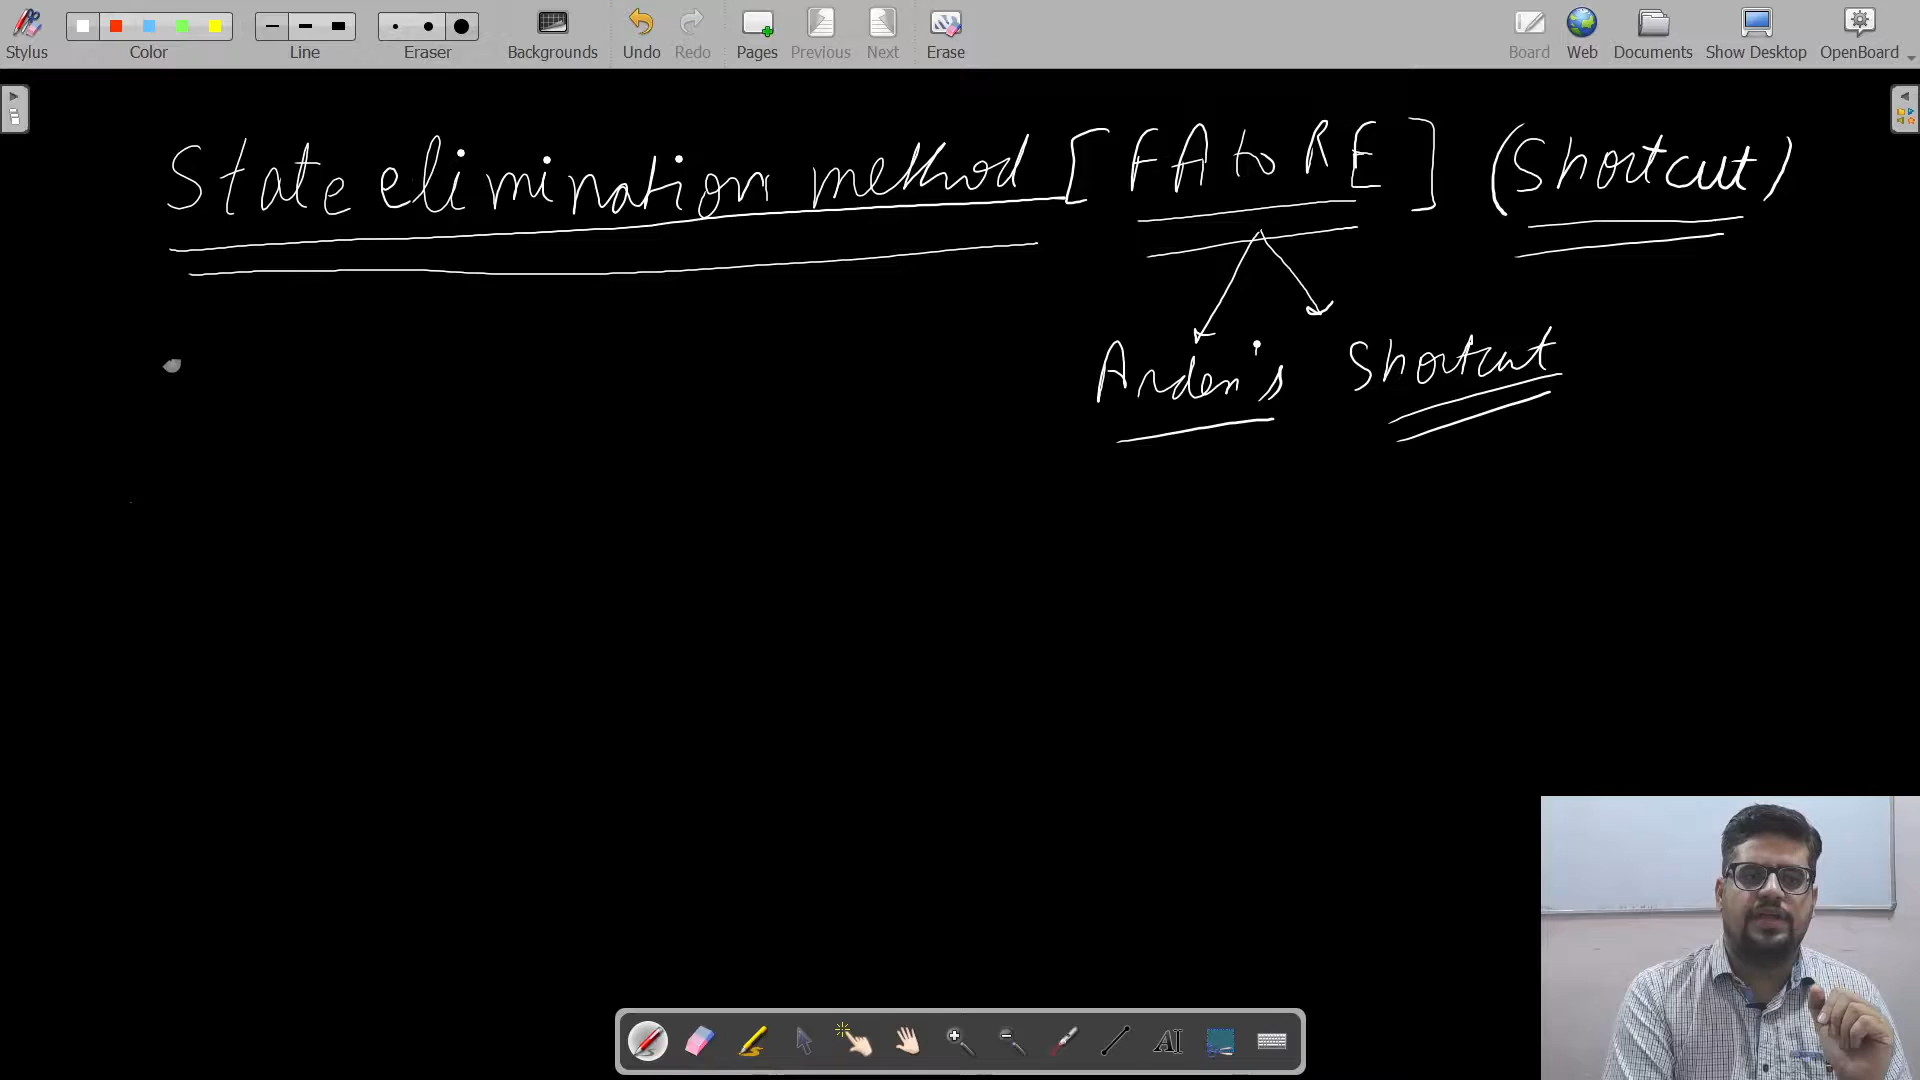 Stylus Color Line Eraser Backgrounds Undo Redo Pages Previous Next Erase Board Web Documents Show Desktop OpenBoard
State elimination method [FA to RE] (Shortcut)
Arden's Shortcut